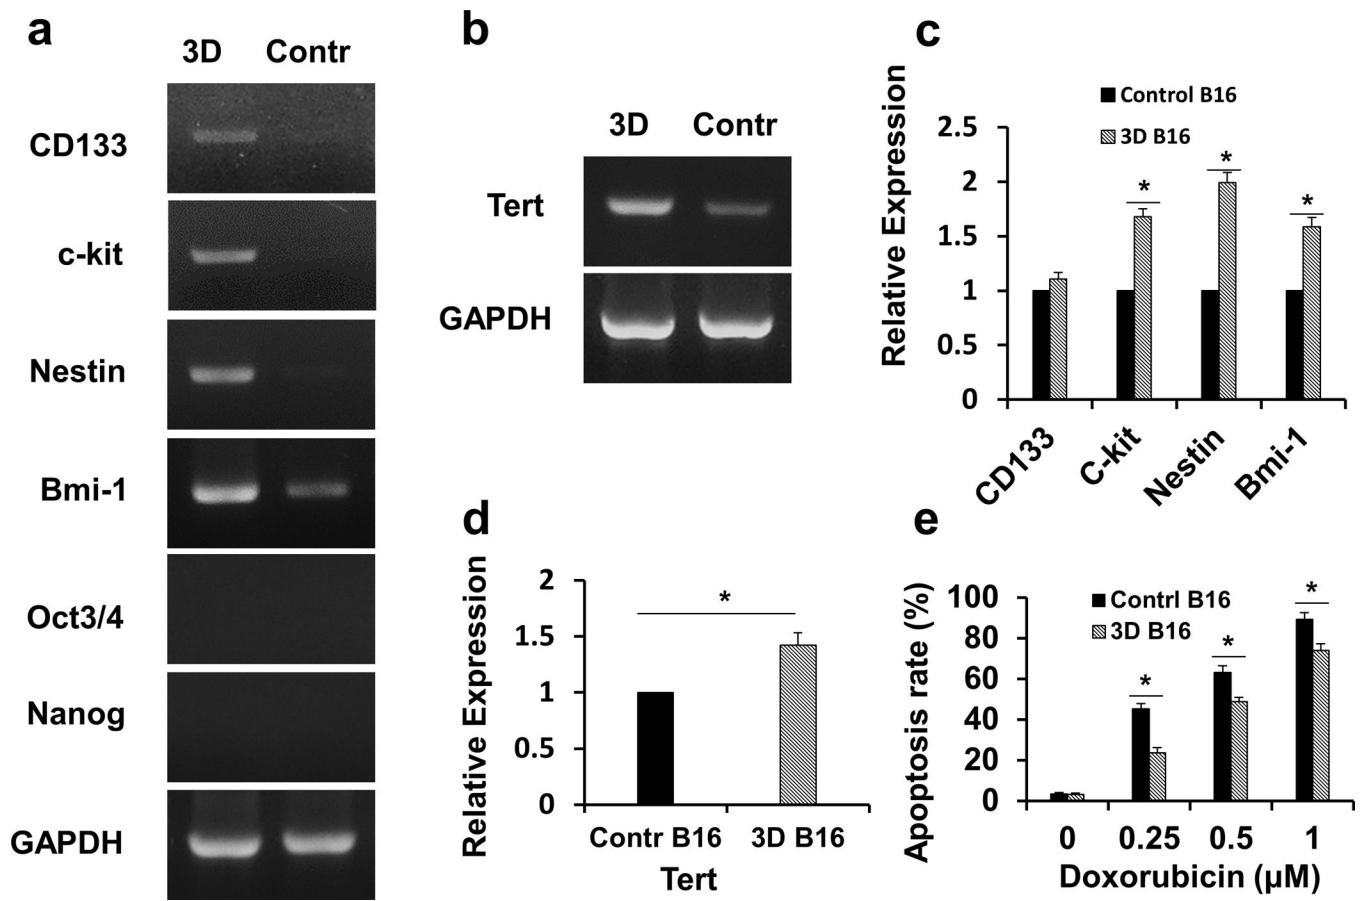 a
3D Contr
CD133
c-kit
Nestin
Bmi-1
Oct3/4
Nanog
GAPDH
b
3D Contr
Tert
GAPDH
c
Control B16
3D B16
Relative Expression
2.5
2
1.5
1
0.5
0
* * *
CD133 C-kit Nestin Bmi-1
d
Relative Expression
2
1.5
1
0.5
0
*
Contr B16 3D B16
Tert
e
Contrl B16
3D B16
Apoptosis rate (%)
100
80
60
40
20
0
* * *
0 0.25 0.5 1
Doxorubicin (μM)